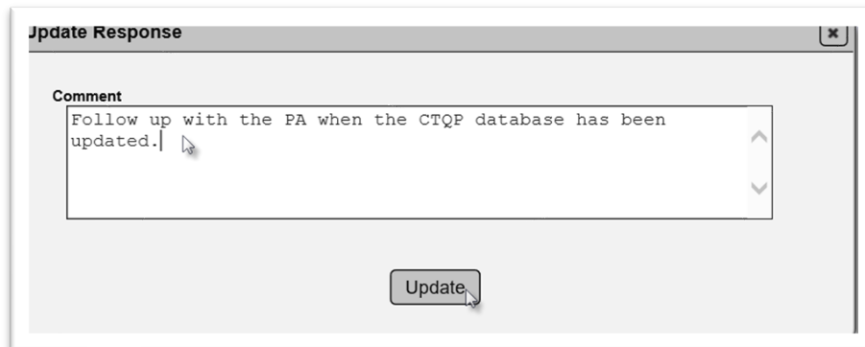 Update Response
Comment
Follow up with the PA when the CTQP database has been
updated.
Update